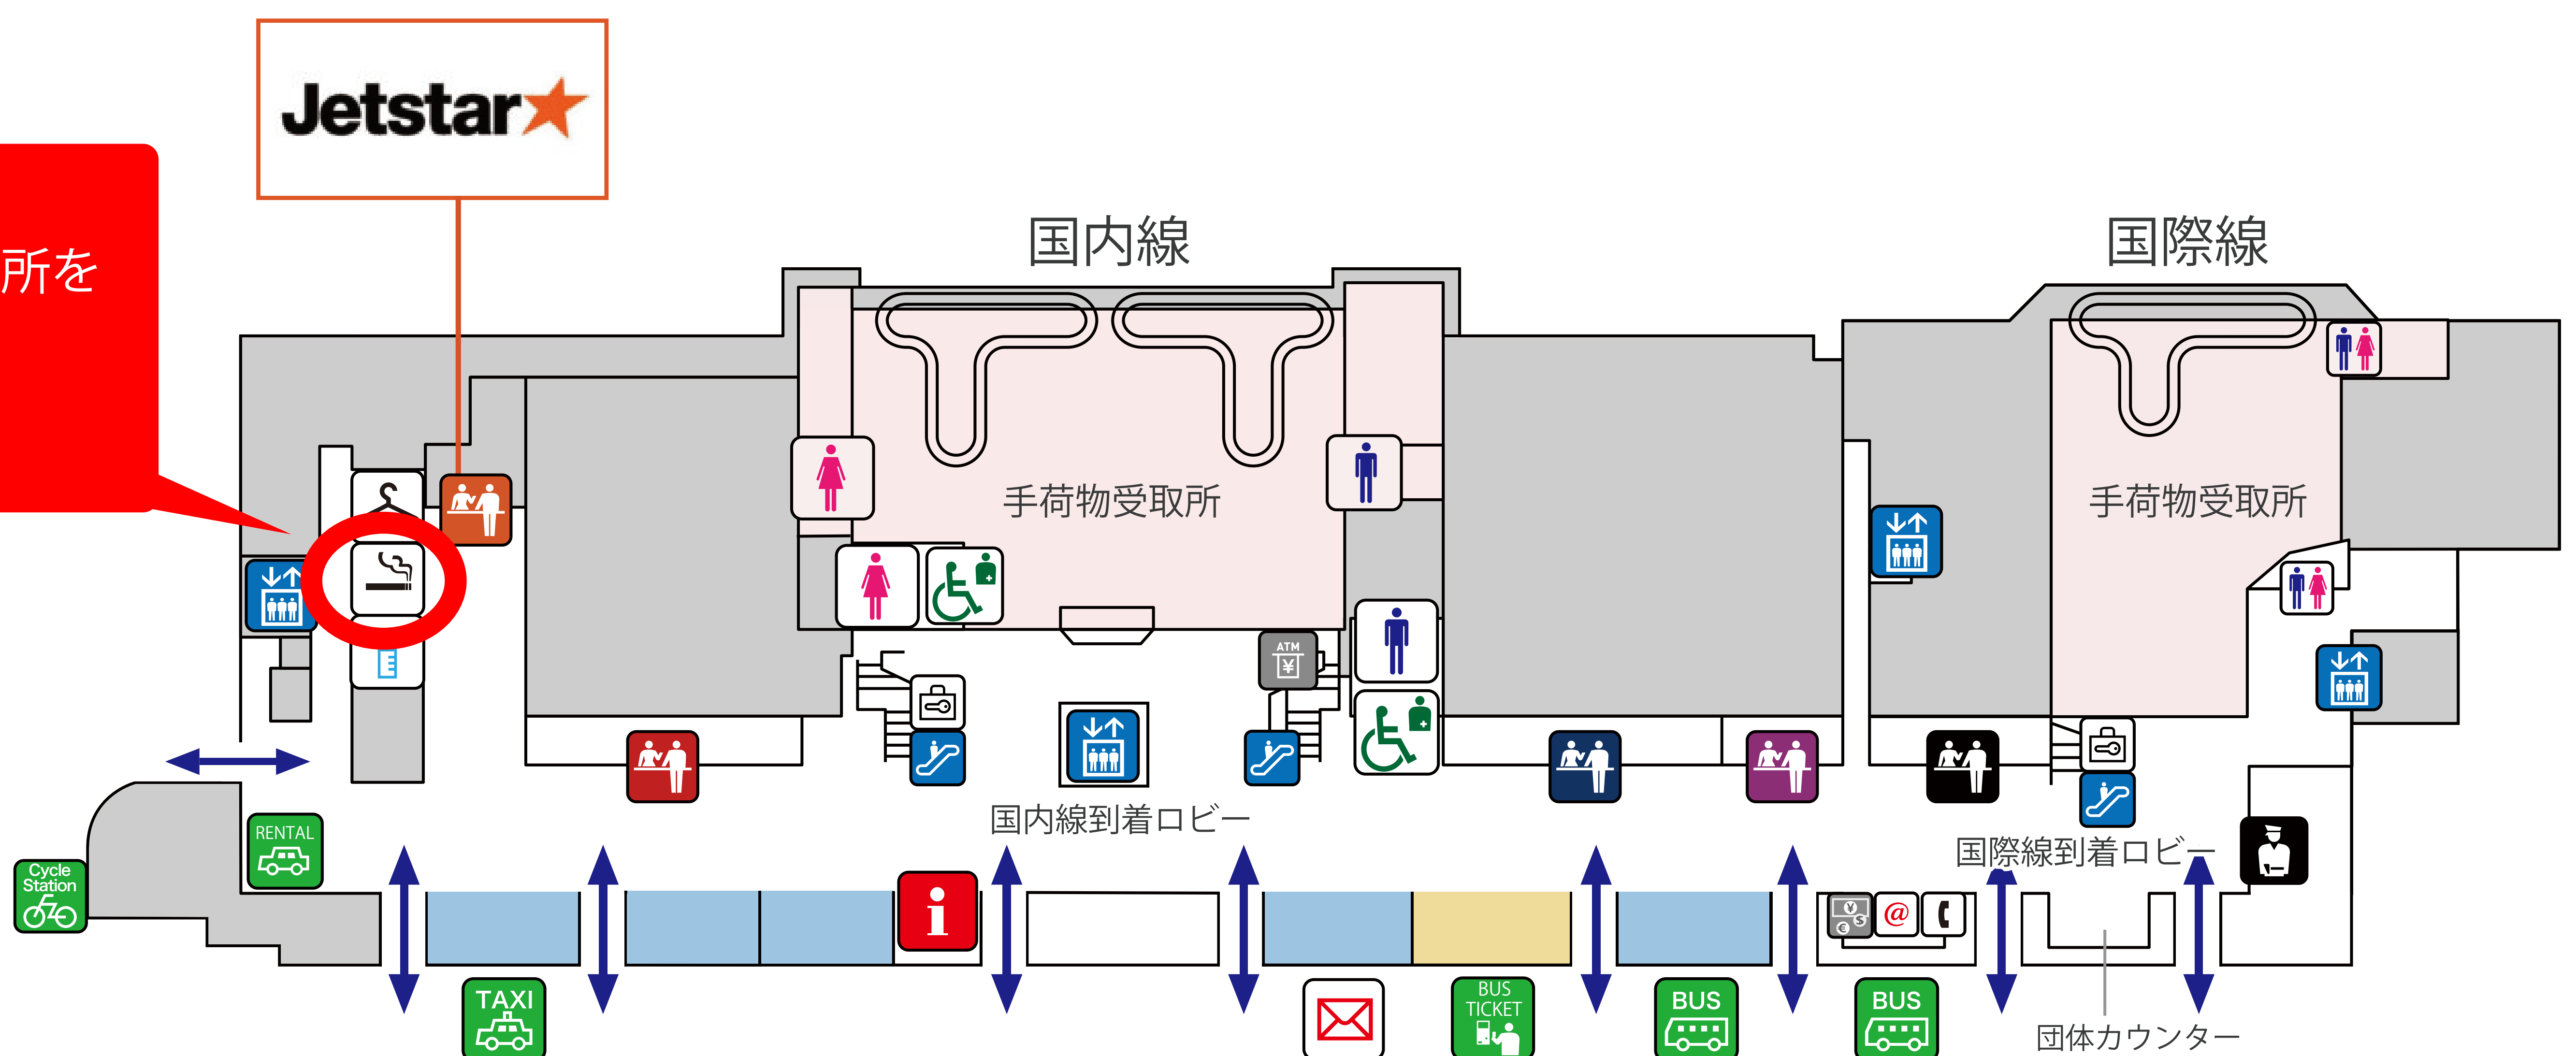 Jetstar
所を
国内線
国際線
手荷物受取所
手荷物受取所
ATM
国内線到着ロビー
国際線到着ロビー
RENTAL
Cycle
Station
i
@
TAXI
BUS
TICKET
BUS
BUS
団体カウンター